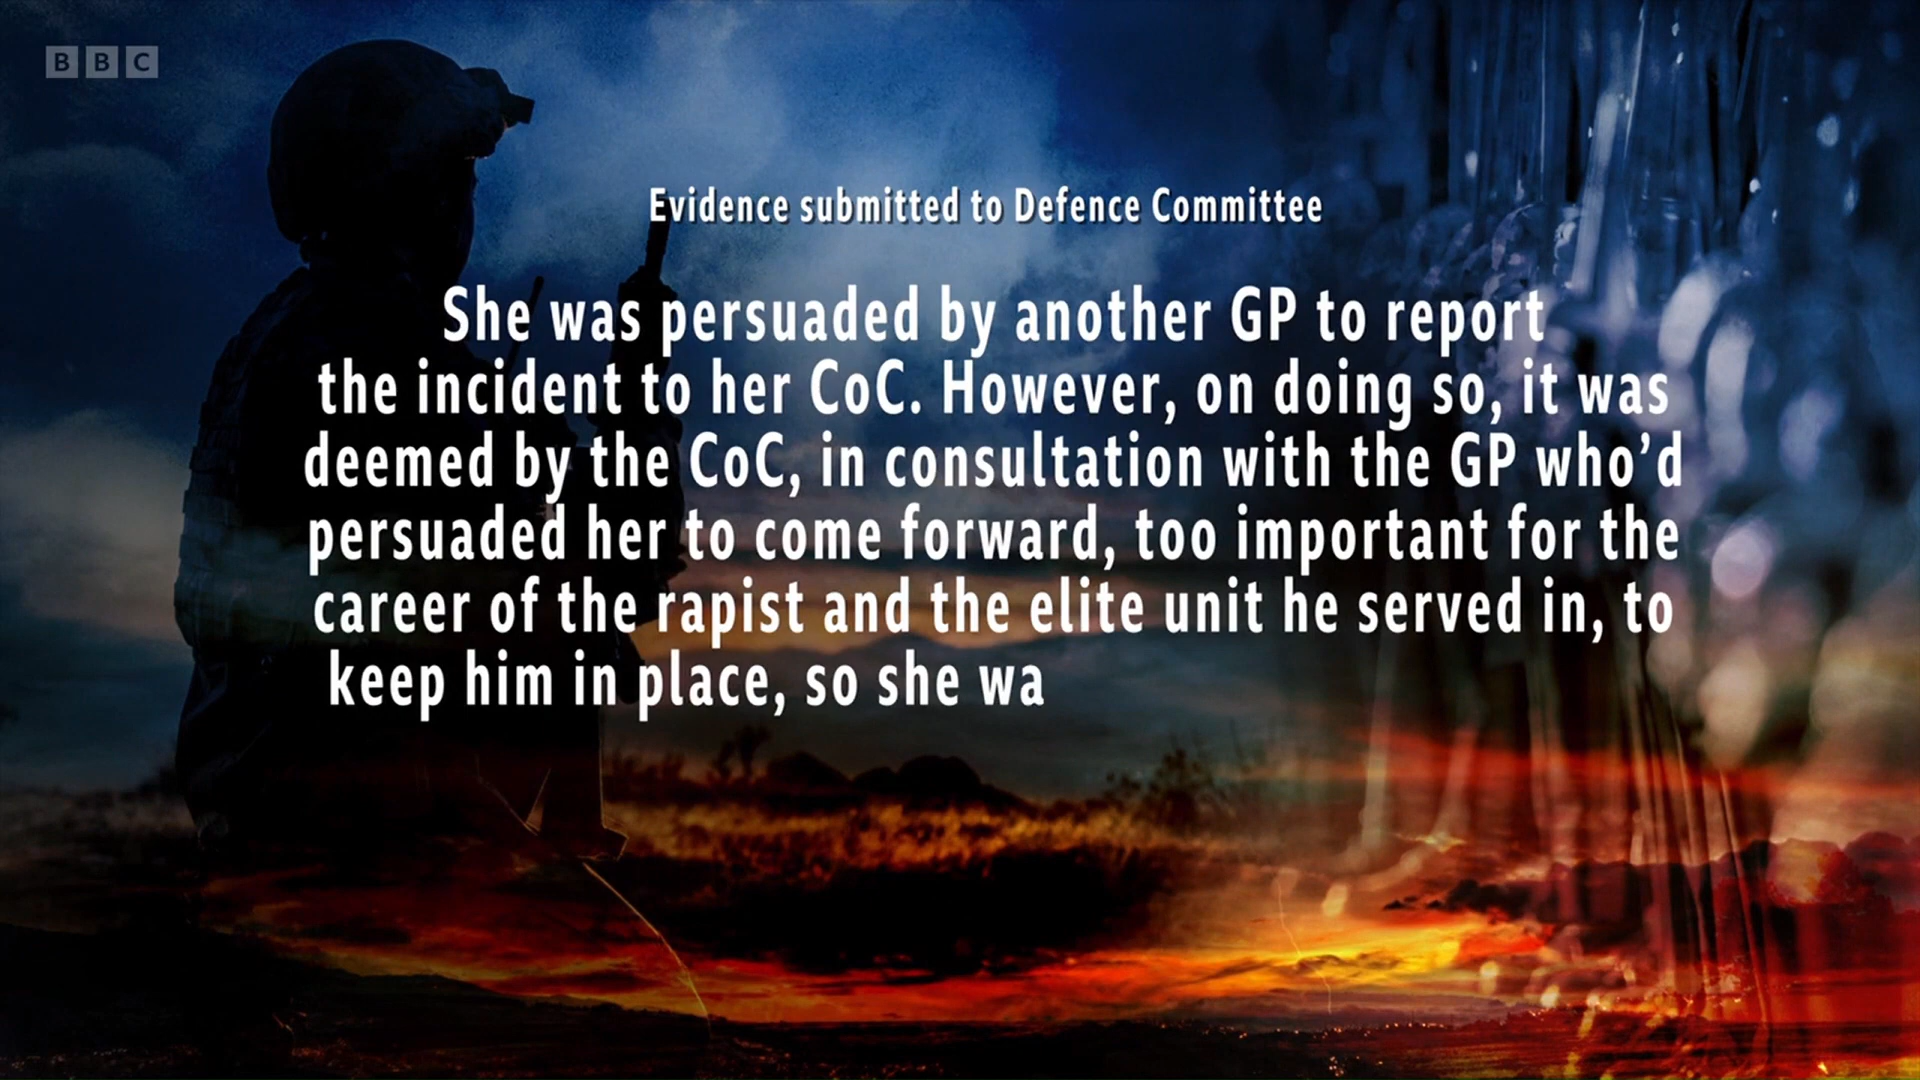 BBC
Evidence submitted to Defence Committee
She was persuaded by another GP to report
the incident to her CoC. However, on doing so, it was
deemed by the CoC, in consultation with the GP who’d
persuaded her to come forward, too important for the
career of the rapist and the elite unit he served in, to
keep him in place, so she wa